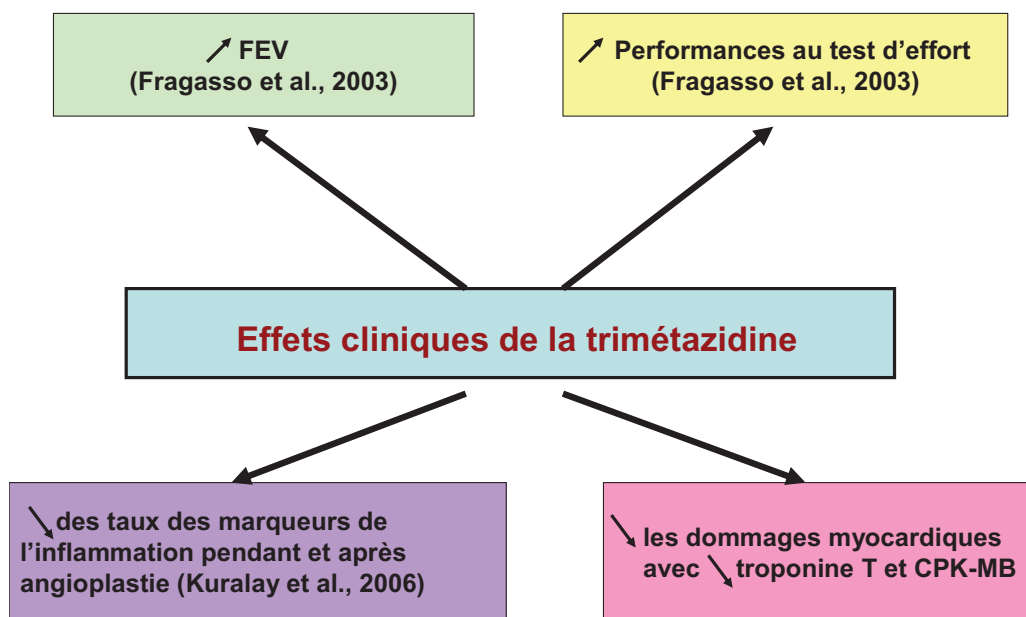 FEV
(Fragasso et al., 2003)
Performances au test d'effort
(Fragasso et al., 2003)
Effets cliniques de la trimétazidine
des taux des marqueurs de
l'inflammation pendant et après
angioplastie (Kuralay et al., 2006)
les dommages myocardiques
avec ↘ troponine T et CPK-MB